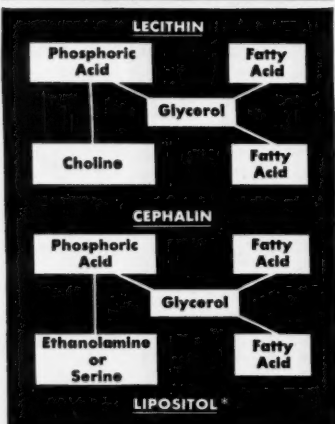 LECITHIN
Phosphoric
Acid
Fatty
Acid
Glycerol
Choline
Fatty
Acid
CEPHALIN
Phosphoric
Acid
Fatty
Acid
Glycerol
Ethanolamine
or
Serine
Fatty
Acid
LIPOSITOL*